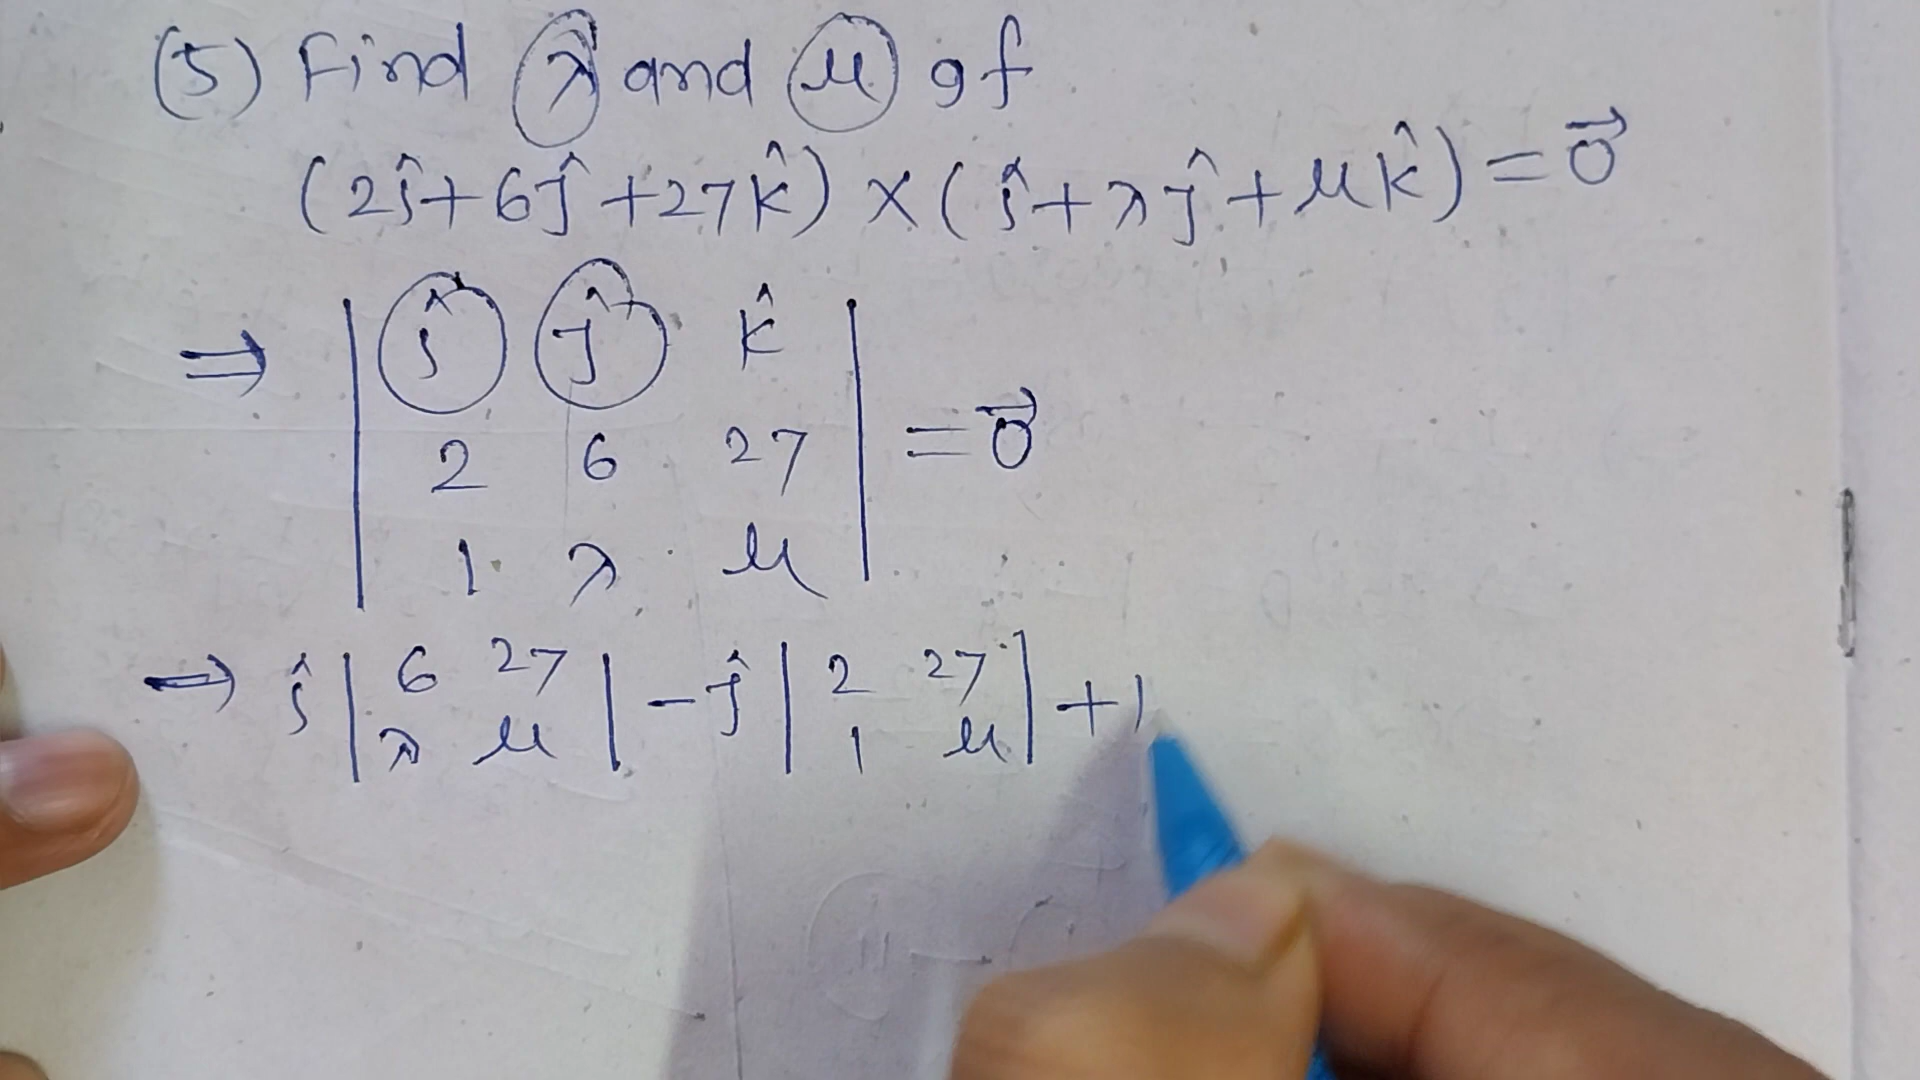 (5) Find λ and μ if
(2î+6ĵ+27k̂) × (î+λĵ+μk̂) = 0⃗
⇒ | î ĵ k̂ |
| 2 6 27 | = 0⃗
| 1 λ μ |
⇒ î | 6 27 | - ĵ | 2 27 | +
| λ μ | | 1 μ |